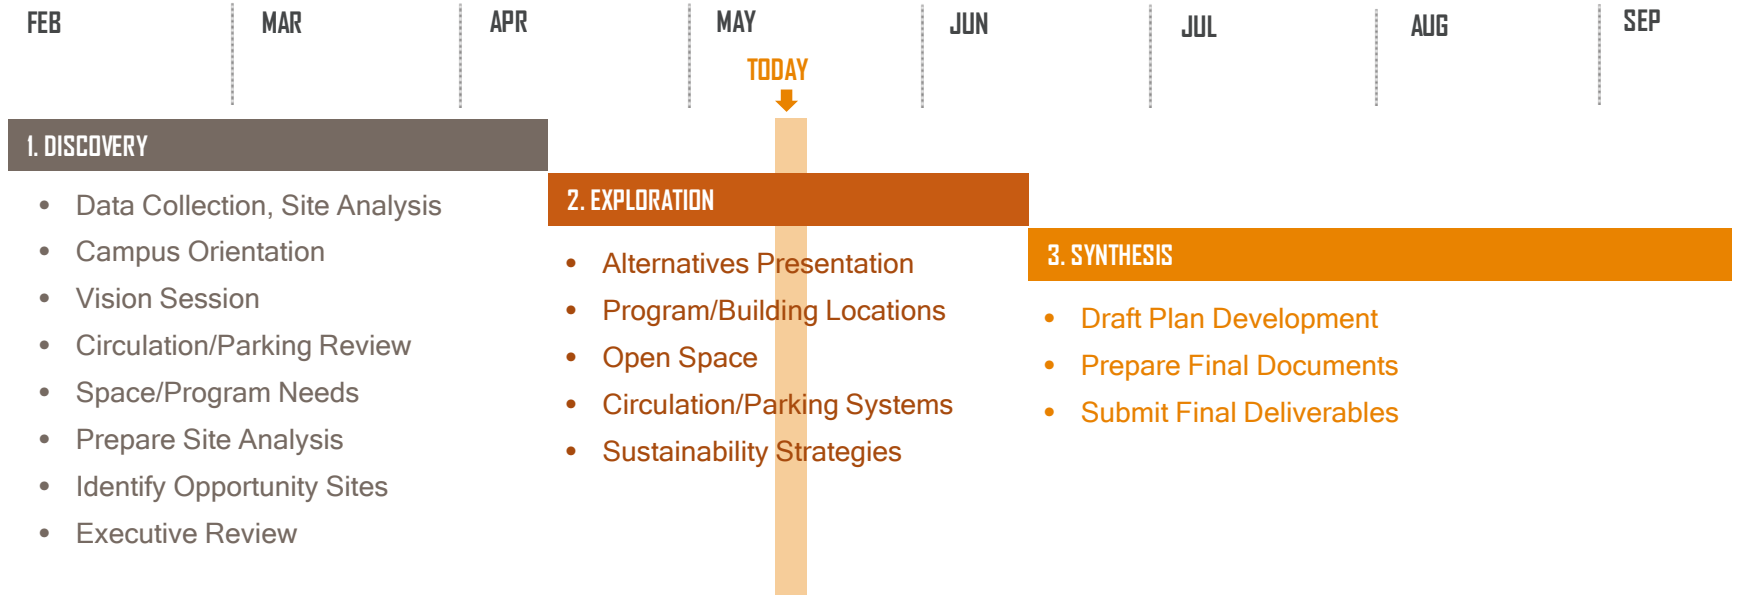 FEB
MAR
APR
MAY
JUN
JUL
AUG
SEP
TODAY
1. DISCOVERY
• Data Collection, Site Analysis
• Campus Orientation
• Vision Session
• Circulation/Parking Review
• Space/Program Needs
• Prepare Site Analysis
• Identify Opportunity Sites
• Executive Review
2. EXPLORATION
• Alternatives Presentation
• Program/Building Locations
• Open Space
• Circulation/Parking Systems
• Sustainability Strategies
3. SYNTHESIS
• Draft Plan Development
• Prepare Final Documents
• Submit Final Deliverables